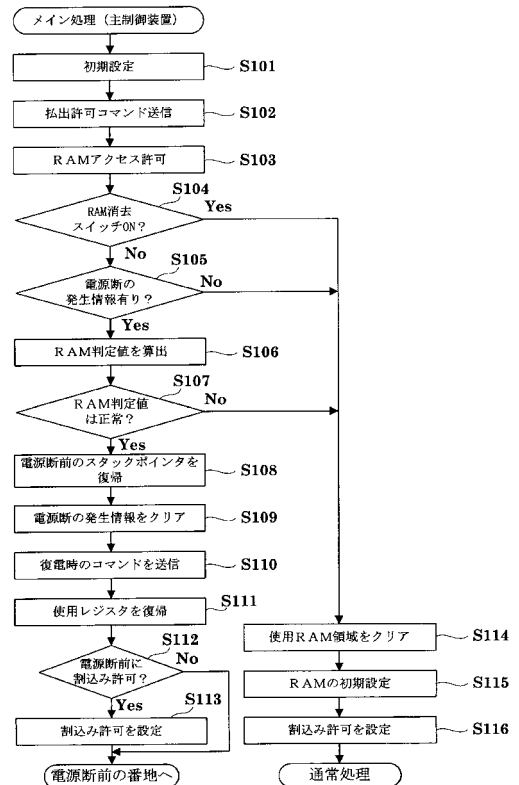 メイン処理（主制御装置）
初期設定
S101
払出許可コマンド送信
S102
RAMアクセス許可
S103
S104
RAM消去
スイッチON?
Yes
No
S105
電源断の
発生情報有り?
No
Yes
RAM判定値を算出
S106
S107
RAM判定値
は正常?
No
Yes
電源断前のスタックポインタを
復帰
S108
電源断の発生情報をクリア
S109
復電時のコマンドを送信
S110
使用レジスタを復帰
S111
S112
電源断前に
割込み許可?
No
Yes
S113
割込み許可を設定
電源断前の番地へ
使用RAM領域をクリア
S114
RAMの初期設定
S115
割込み許可を設定
S116
通常処理